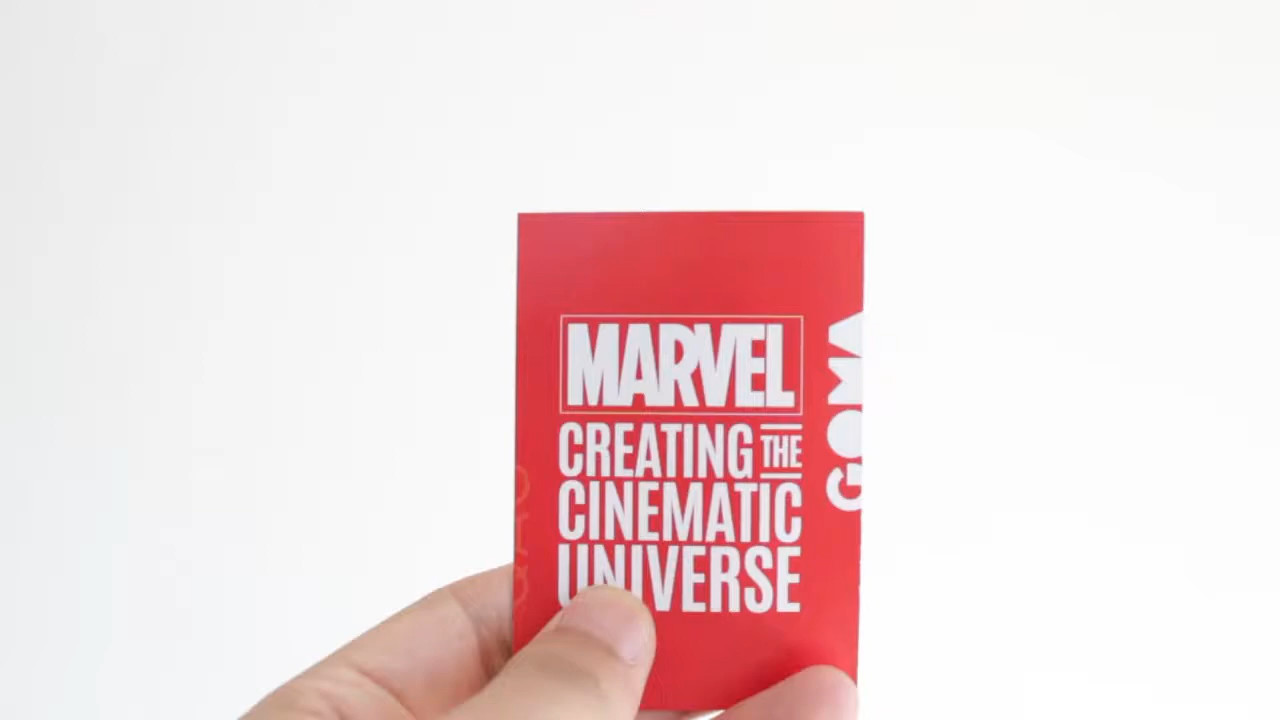 MARVEL
CREATING THE
CINEMATIC
UNIVERSE
GOMA